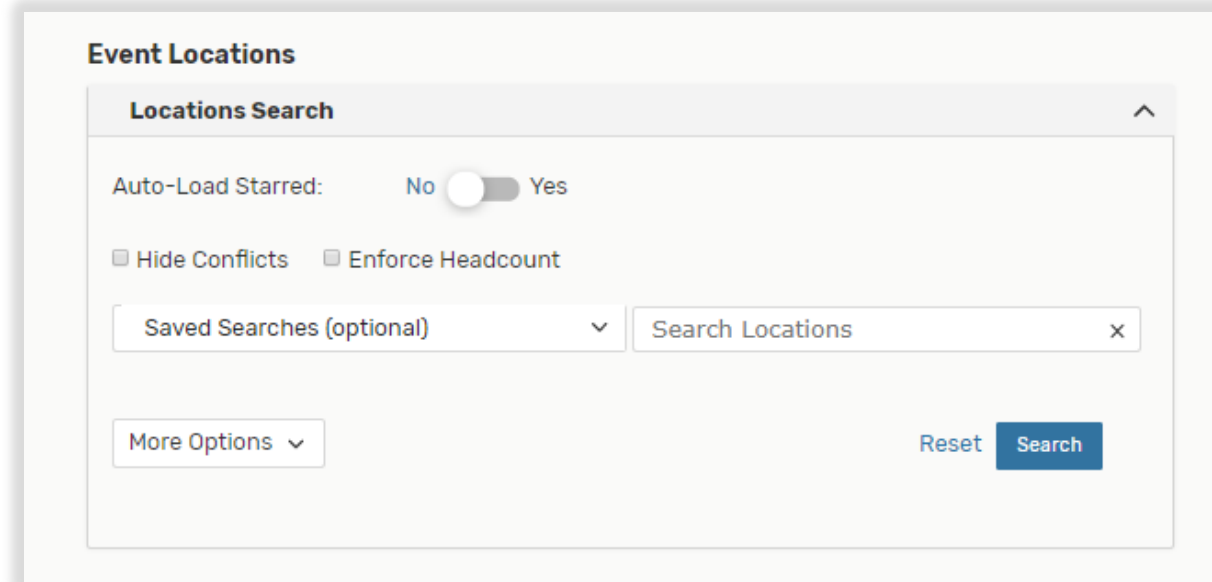 Event Locations
Locations Search
Auto-Load Starred: No Yes
Hide Conflicts Enforce Headcount
Saved Searches (optional) Search Locations
More Options Reset Search